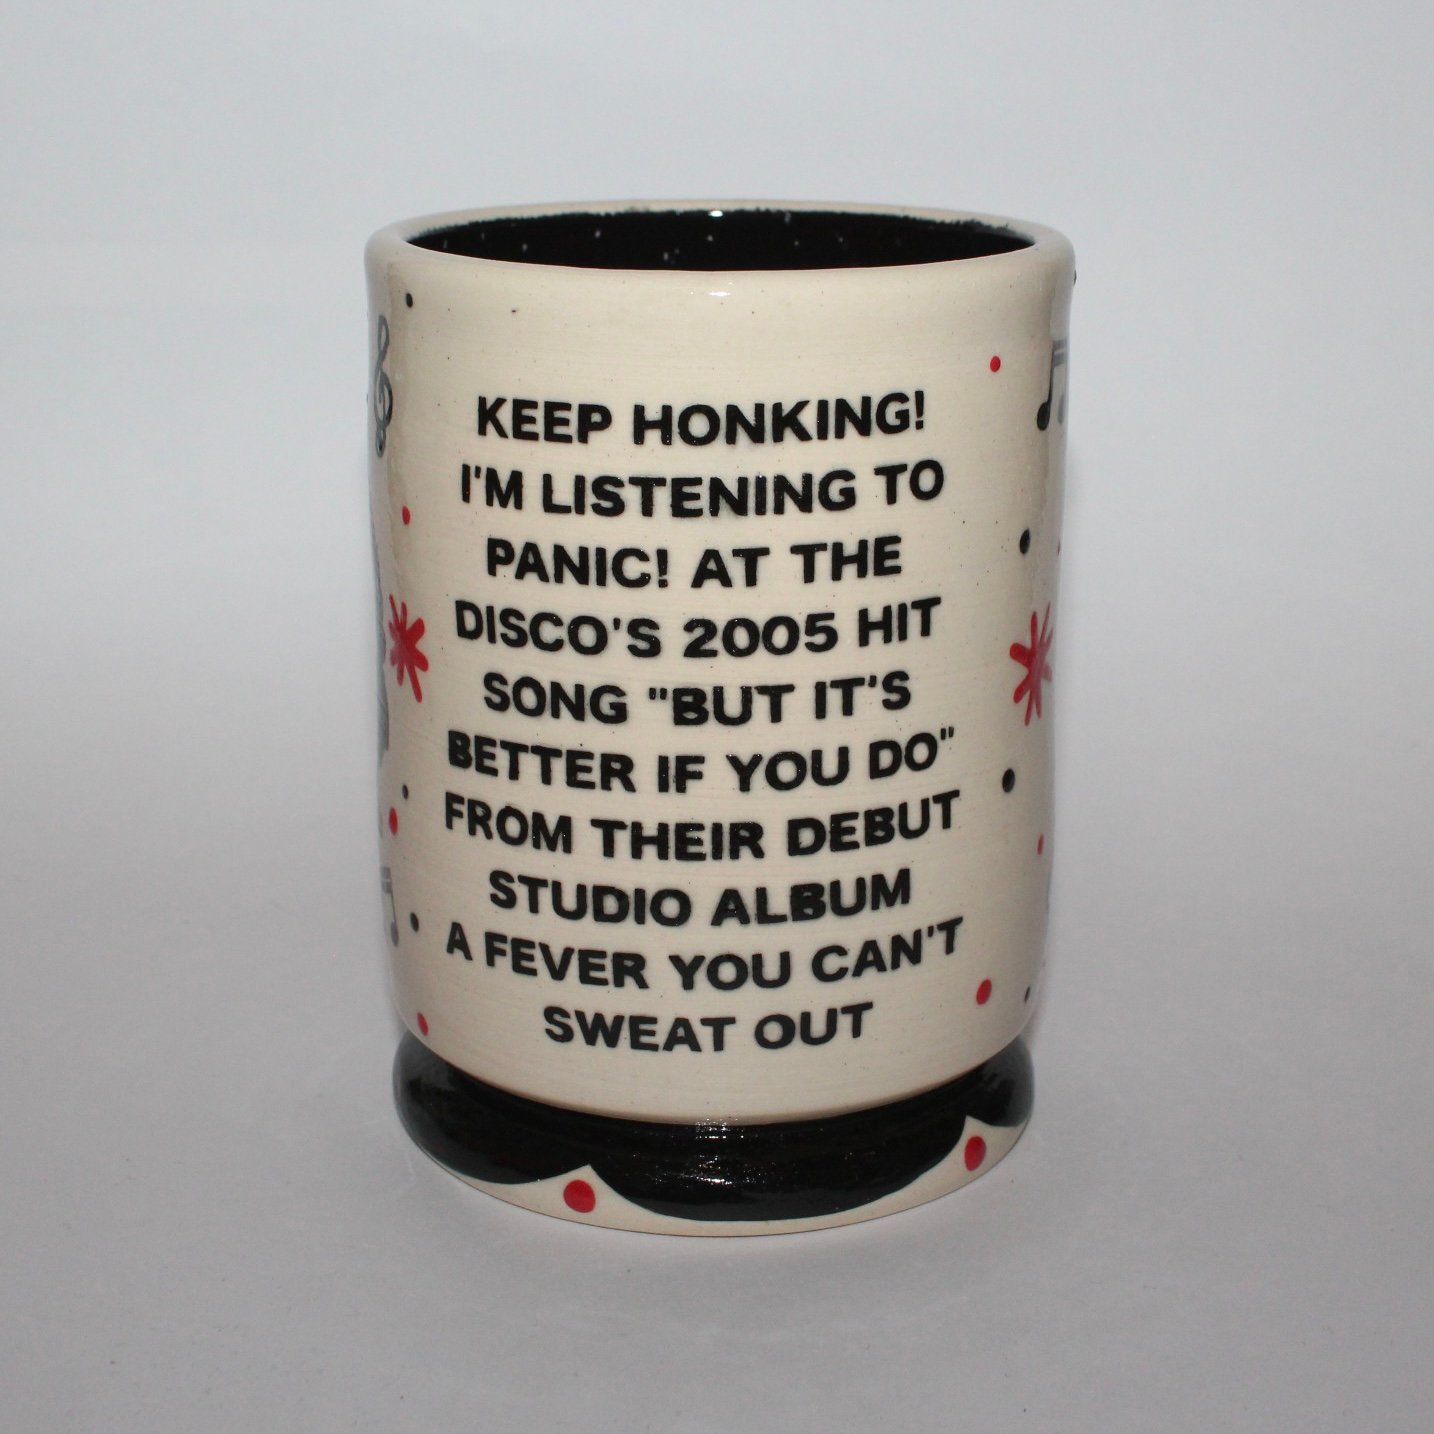 KEEP HONKING!
I'M LISTENING TO
PANIC! AT THE
DISCO'S 2005 HIT
SONG "BUT IT'S
BETTER IF YOU DO"
FROM THEIR DEBUT
STUDIO ALBUM
A FEVER YOU CAN'T
SWEAT OUT